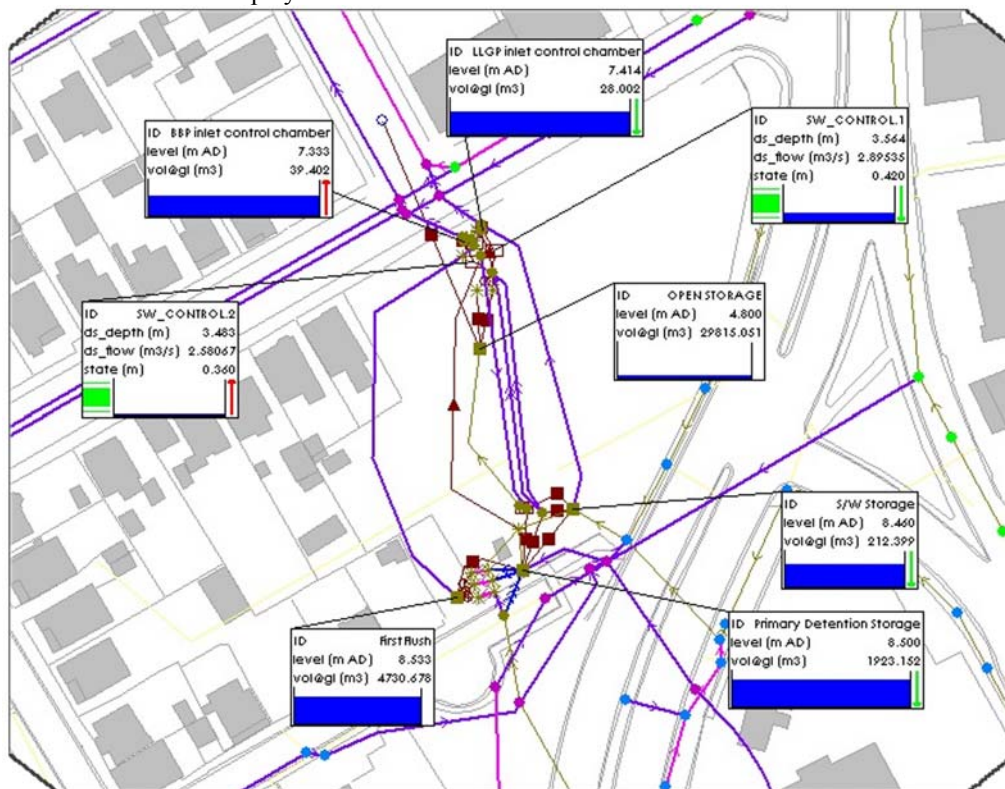 ID LLGP inlet control chamber
level (m AD) 7.414
vol@gl (m3) 28.002
ID BBP inlet control chamber
level (m AD) 7.333
vol@gl (m3) 39.402
ID SW_CONTROL.1
ds_depth (m) 3.564
ds_flow (m3/s) 2.89535
state (m) 0.420
ID OPEN STORAGE
level (m AD) 4.800
vol@gl (m3) 29815.051
ID SW_CONTROL.2
ds_depth (m) 3.483
ds_flow (m3/s) 2.58067
state (m) 0.360
ID S/W Storage
level (m AD) 8.460
vol@gl (m3) 212.399
ID Primary Detention Storage
level (m AD) 8.500
vol@gl (m3) 1923.152
ID First Flush
level (m AD) 8.533
vol@gl (m3) 4730.678